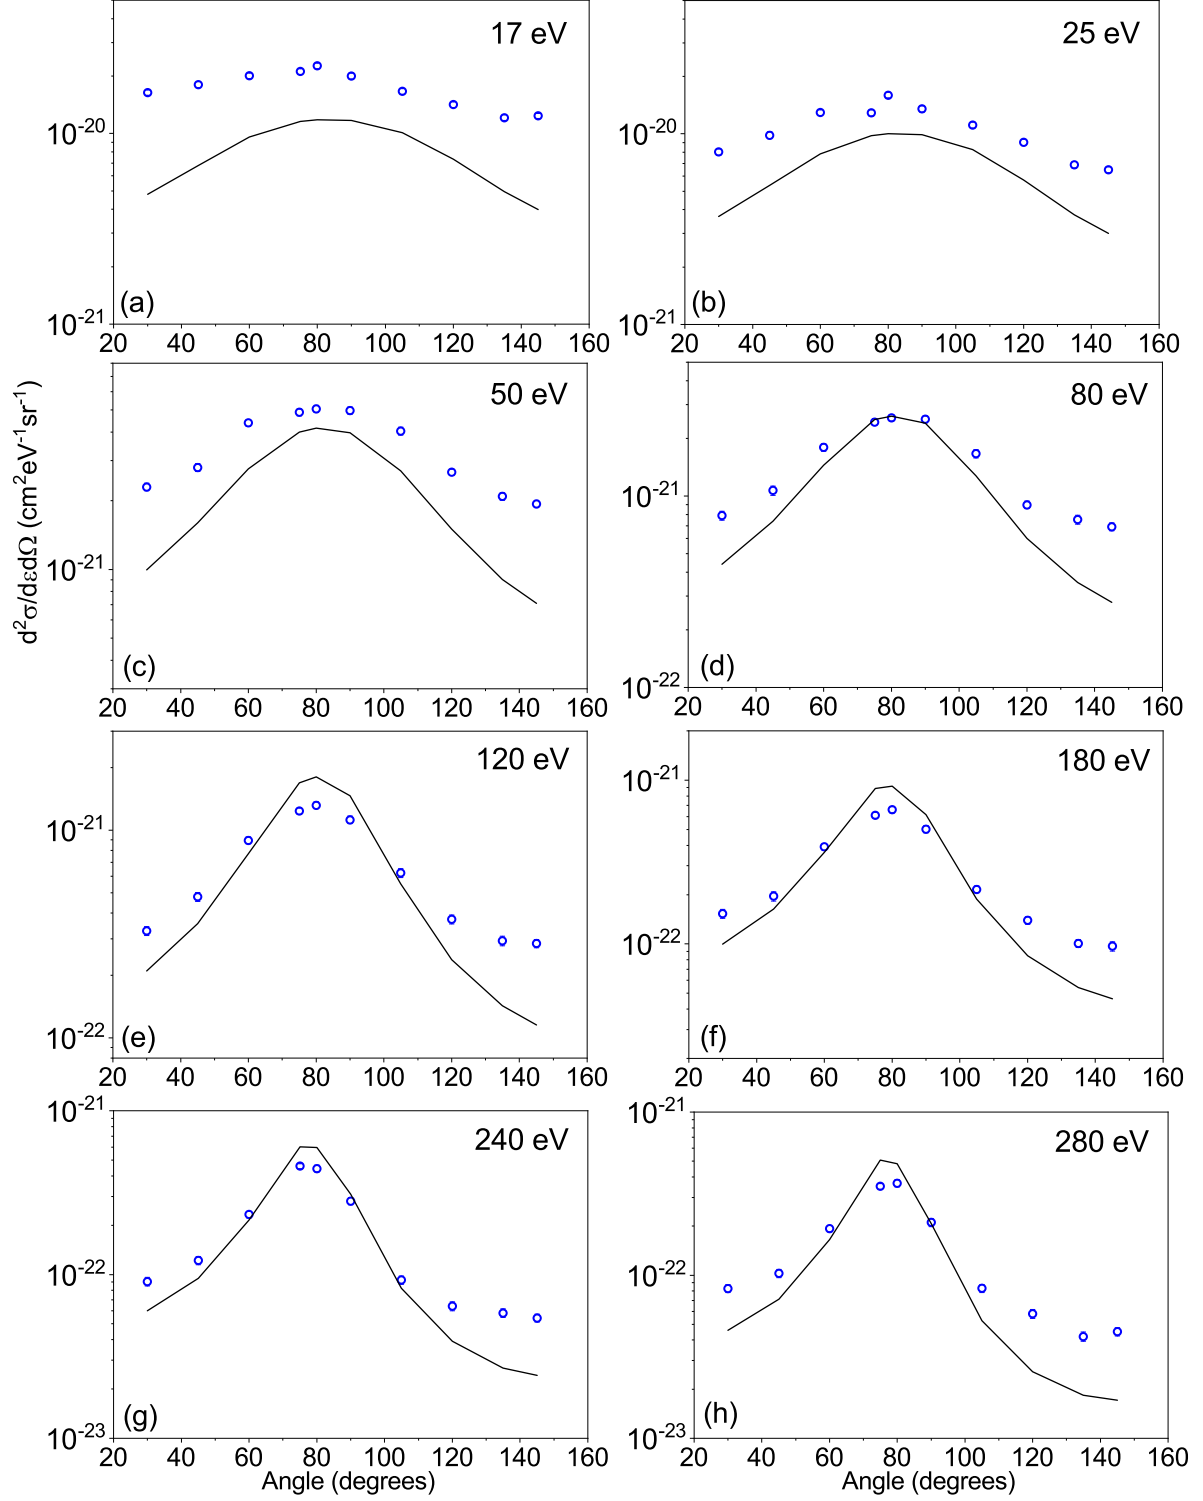 17 eV
10⁻²⁰
(a)
10⁻²¹
20 40 60 80 100 120 140 160
25 eV
10⁻²⁰
(b)
10⁻²¹
20 40 60 80 100 120 140 160
d²σ/dεdΩ (cm²eV⁻¹sr⁻¹)
50 eV
10⁻²¹
(c)
20 40 60 80 100 120 140 160
80 eV
10⁻²¹
(d)
10⁻²²
20 40 60 80 100 120 140 160
120 eV
10⁻²¹
10⁻²²
(e)
20 40 60 80 100 120 140 160
180 eV
10⁻²¹
10⁻²²
(f)
20 40 60 80 100 120 140 160
10⁻²¹
240 eV
10⁻²²
(g)
10⁻²³
20 40 60 80 100 120 140 160
Angle (degrees)
10⁻²¹
280 eV
10⁻²²
(h)
10⁻²³
20 40 60 80 100 120 140 160
Angle (degrees)